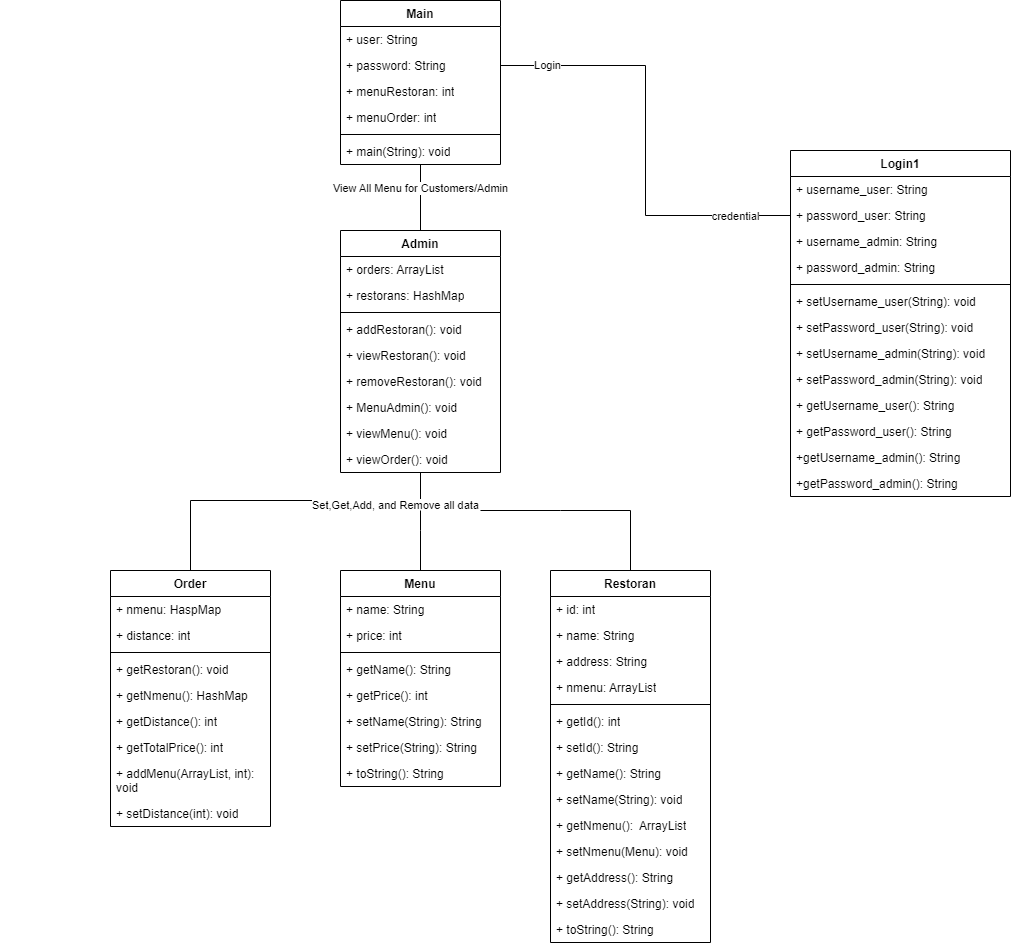 Main
+ user: String
+ password: String
+ menuRestoran: int
+ menuOrder: int
+ main(String): void
Login
credential
View All Menu for Customers/Admin
Login1
+ username_user: String
+ password_user: String
+ username_admin: String
+ password_admin: String
+ setUsername_user(String): void
+ setPassword_user(String): void
+ setUsername_admin(String): void
+ setPassword_admin(String): void
+ getUsername_user(): String
+ getPassword_user(): String
+getUsername_admin(): String
+getPassword_admin(): String
Admin
+ orders: ArrayList
+ restorans: HashMap
+ addRestoran(): void
+ viewRestoran(): void
+ removeRestoran(): void
+ MenuAdmin(): void
+ viewMenu(): void
+ viewOrder(): void
Set,Get,Add, and Remove all data
Order
+ nmenu: HaspMap
+ distance: int
+ getRestoran(): void
+ getNmenu(): HashMap
+ getDistance(): int
+ getTotalPrice(): int
+ addMenu(ArrayList, int):
void
+ setDistance(int): void
Menu
+ name: String
+ price: int
+ getName(): String
+ getPrice(): int
+ setName(String): String
+ setPrice(String): String
+ toString(): String
Restoran
+ id: int
+ name: String
+ address: String
+ nmenu: ArrayList
+ getId(): int
+ setId(): String
+ getName(): String
+ setName(String): void
+ getNmenu():  ArrayList
+ setNmenu(Menu): void
+ getAddress(): String
+ setAddress(String): void
+ toString(): String